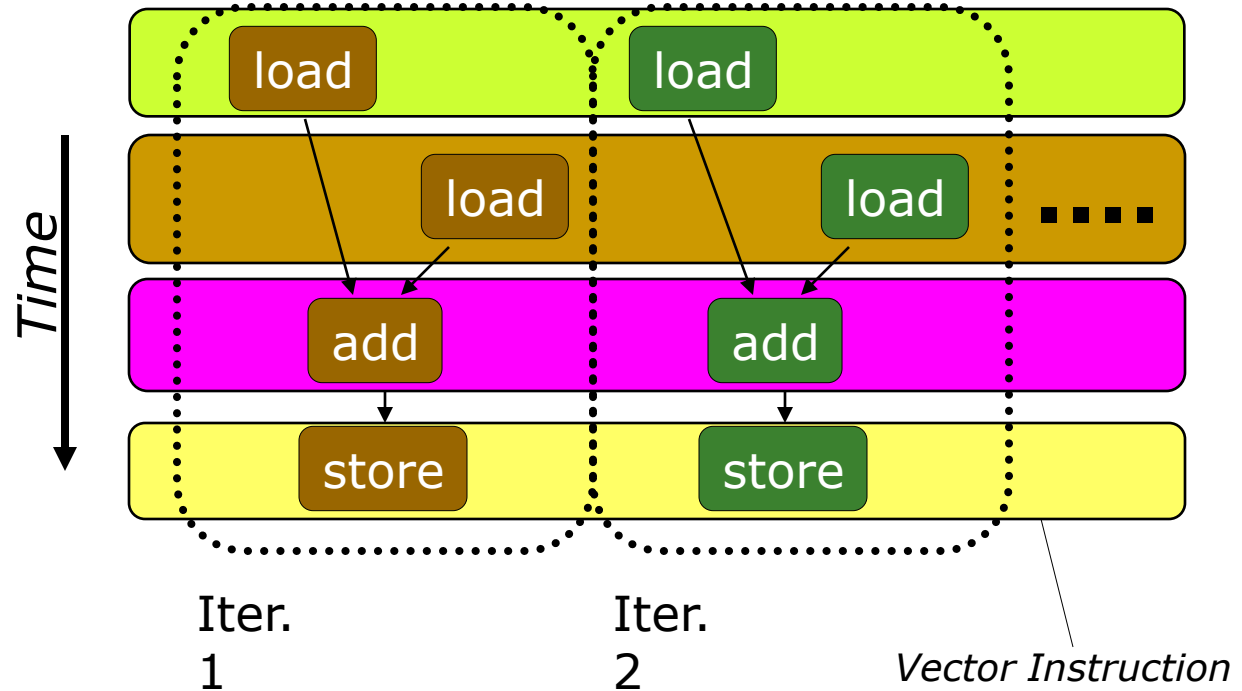 load
load
load
load
Time
add
add
store
store
Iter.
1
Iter.
2
Vector Instruction